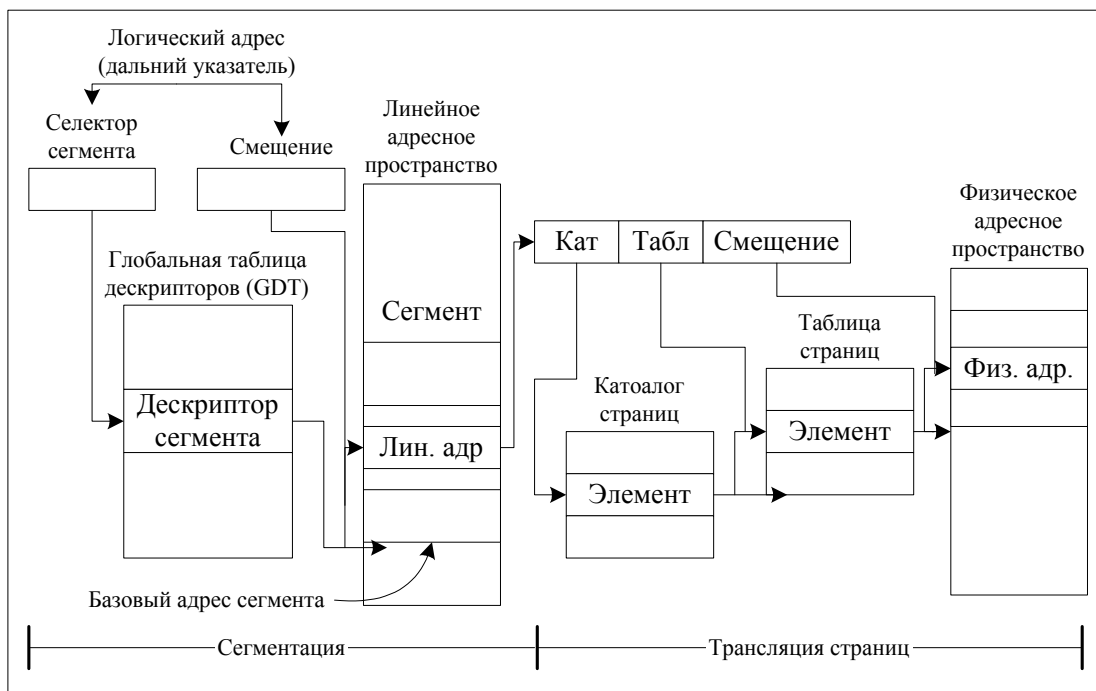 Логический адрес
(дальний указатель)
Селектор
сегмента
Смещение
Линейное
адресное
пространство
Глобальная таблица
дескрипторов (GDT)
Дескриптор
сегмента
Сегмент
Лин. адр
Базовый адрес сегмента
Кат
Табл
Смещение
Катоалог
страниц
Элемент
Таблица
страниц
Элемент
Физическое
адресное
пространство
Физ. адр.
Сегментация
Трансляция страниц